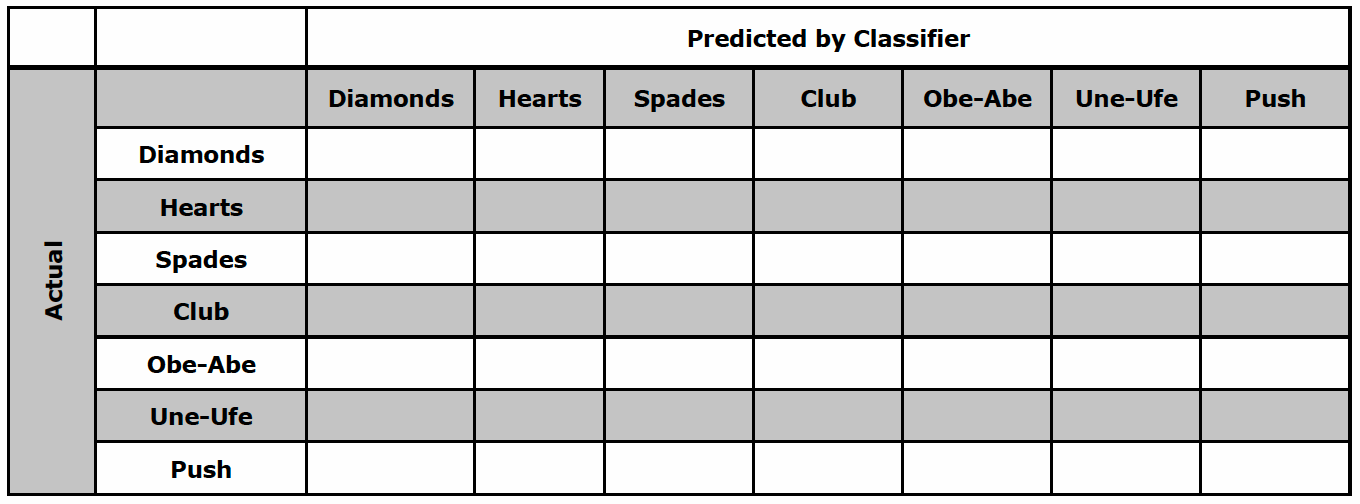 Predicted by Classifier
Diamonds Hearts Spades Club Obe-Abe Une-Ufe Push
Actual
Diamonds
Hearts
Spades
Club
Obe-Abe
Une-Ufe
Push